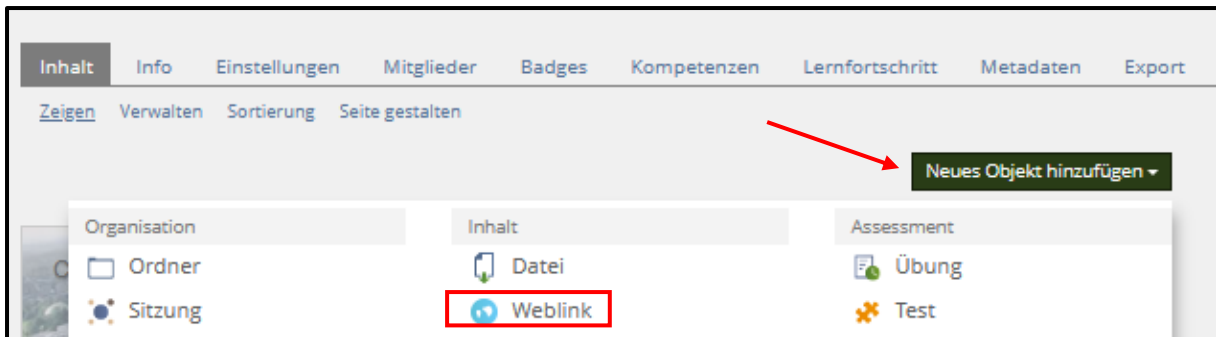 Inhalt Info Einstellungen Mitglieder Badges Kompetenzen Lernfortschritt Metadaten Export
Zeigen Verwalten Sortierung Seite gestalten
Neues Objekt hinzufügen
Organisation Inhalt Assessment
Ordner Datei Übung
Sitzung Weblink Test